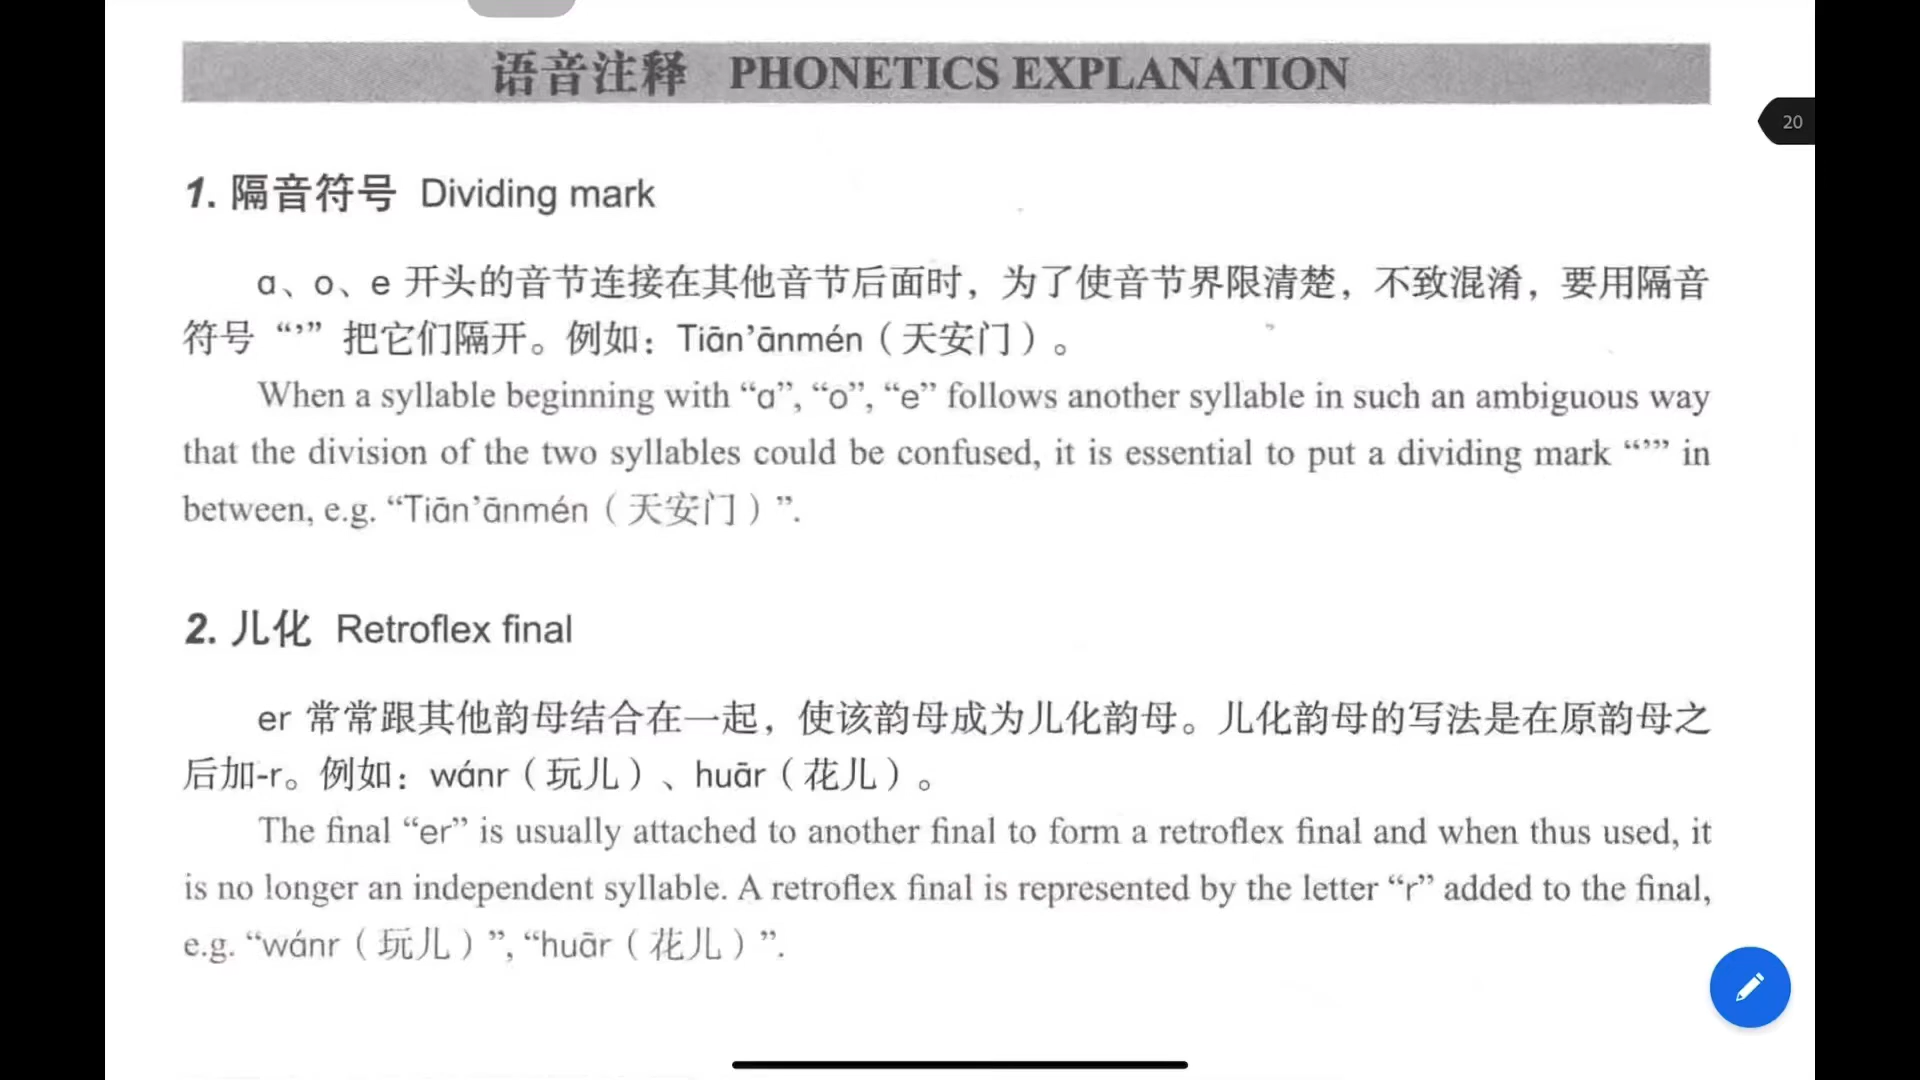 语音注释 PHONETICS EXPLANATION
20
1. 隔音符号 Dividing mark
ɑ、o、e 开头的音节连接在其他音节后面时，为了使音节界限清楚，不致混淆，要用隔音
符号“’”把它们隔开。例如：Tiān’ānmén（天安门）。
When a syllable beginning with “ɑ”, “o”, “e” follows another syllable in such an ambiguous way
that the division of the two syllables could be confused, it is essential to put a dividing mark “’” in
between, e.g. “Tiān’ānmén（天安门）”.
2. 儿化 Retroflex final
er 常常跟其他韵母结合在一起，使该韵母成为儿化韵母。儿化韵母的写法是在原韵母之
后加-r。例如：wánr（玩儿）、huār（花儿）。
The final “er” is usually attached to another final to form a retroflex final and when thus used, it
is no longer an independent syllable. A retroflex final is represented by the letter “r” added to the final,
e.g. “wánr（玩儿）”, “huār（花儿）”.